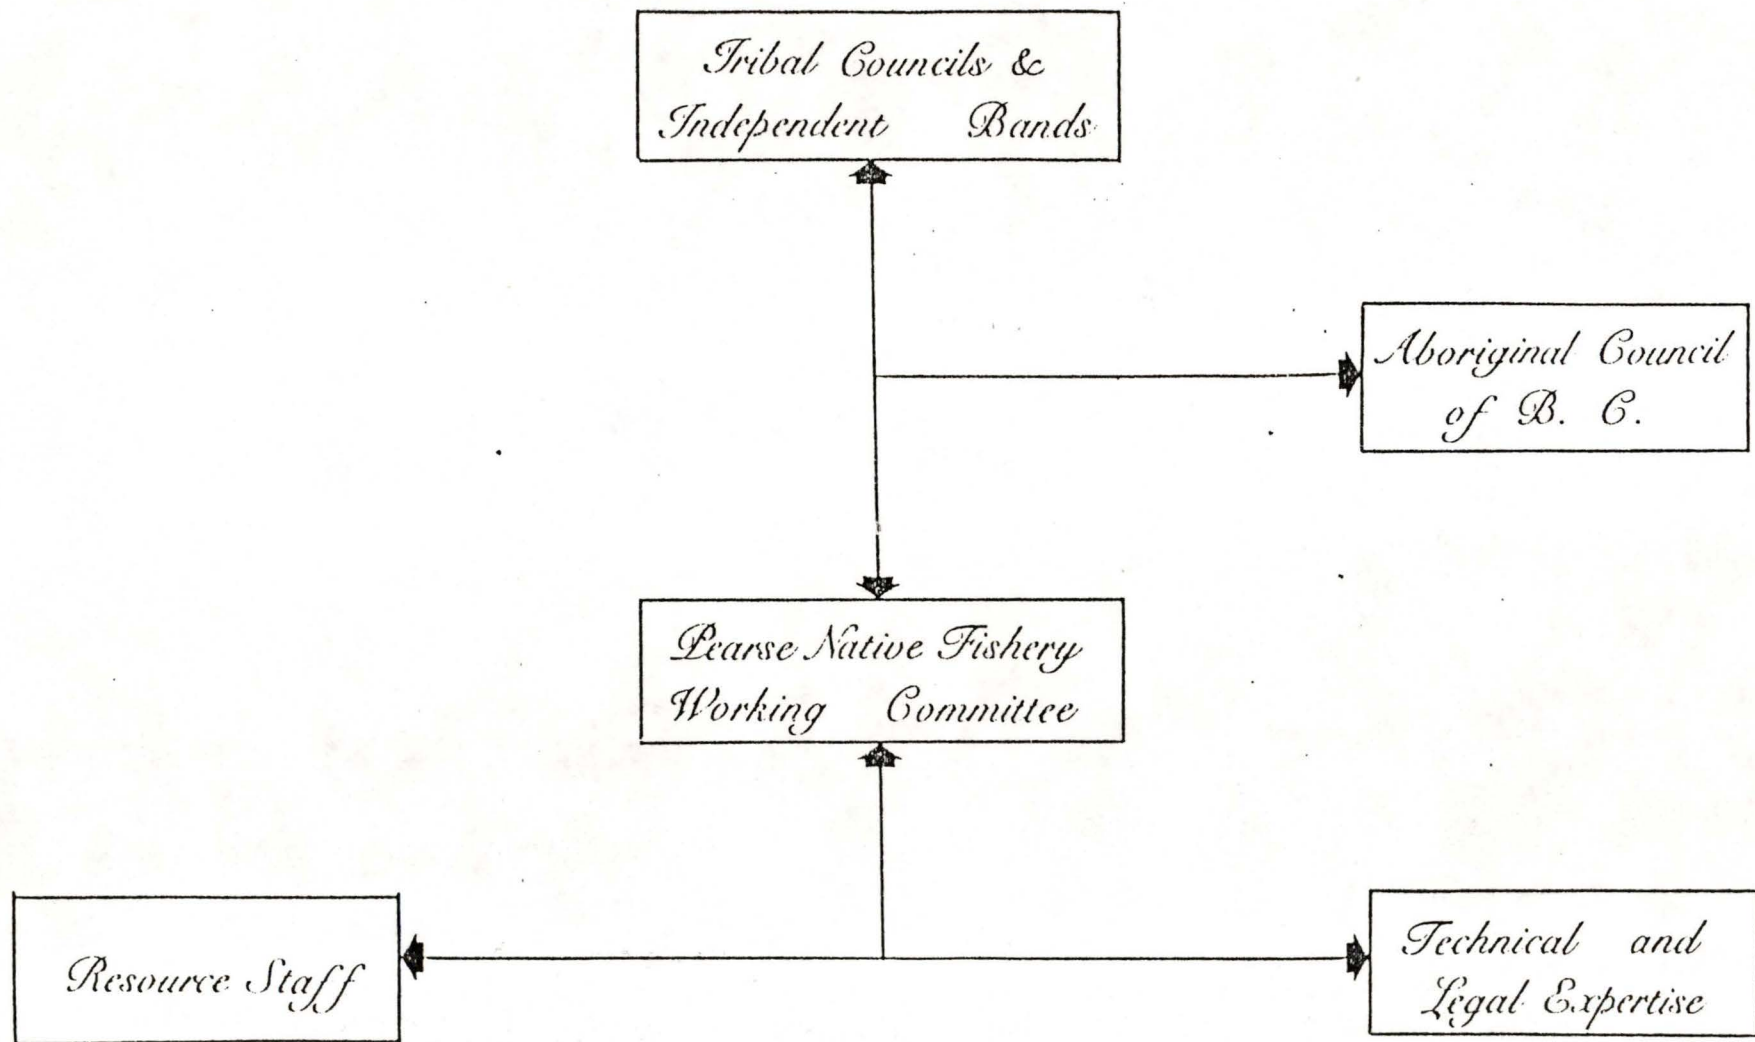 Tribal Councils &
Independent Bands
Aboriginal Council
of B. C.
Pearse Native Fishery
Working Committee
Resource Staff
Technical and
Legal Expertise